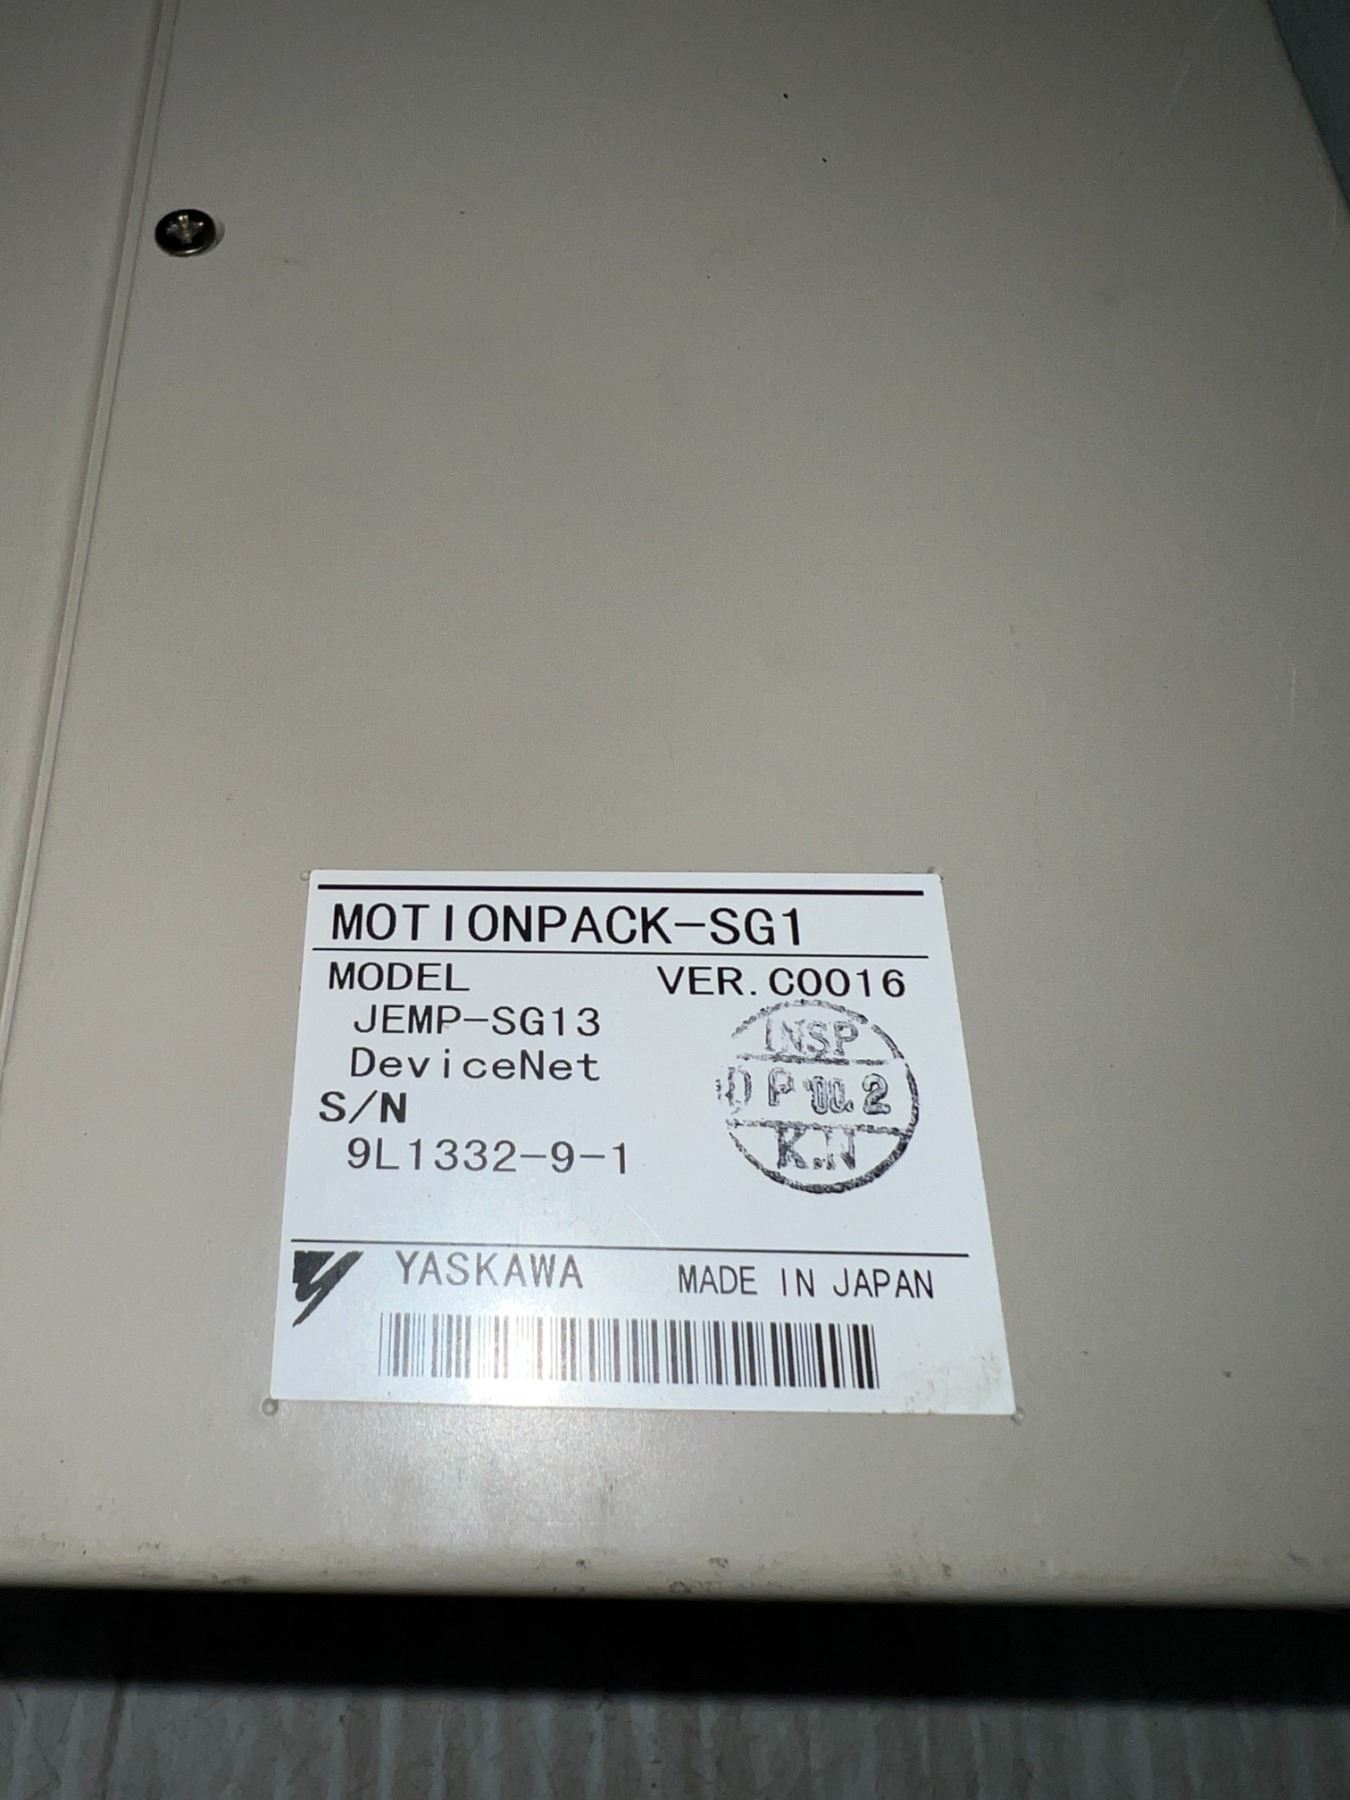 MOTIONPACK-SG1
MODEL VER.C0016
JEMP-SG13
DeviceNet
S/N
9L1332-9-1
INSP
P '00.2
K.N
YASKAWA MADE IN JAPAN